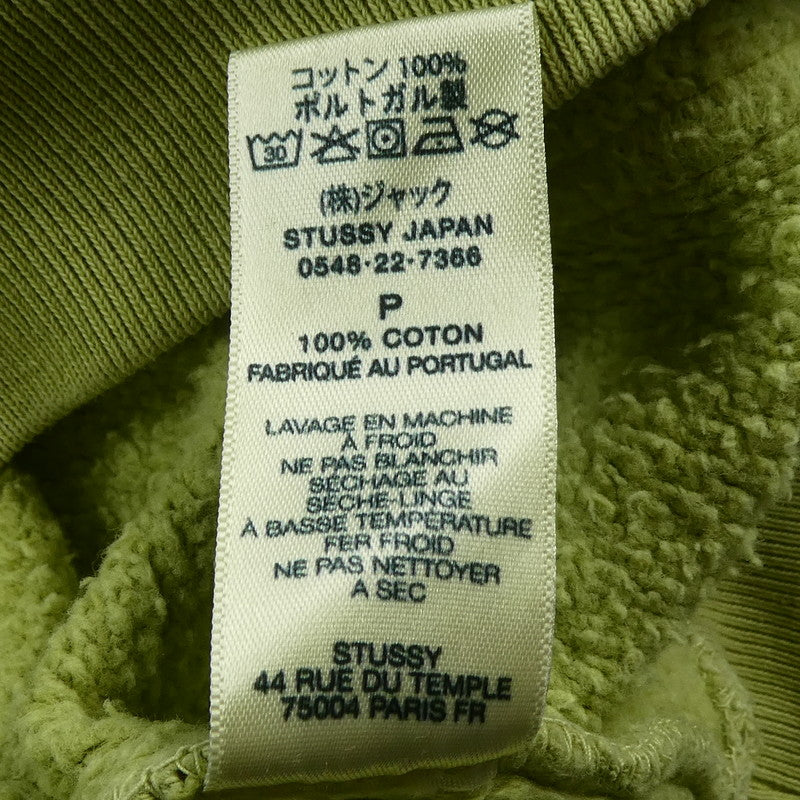 コットン 100%
ポルトガル製
30
(株)ジャック
STUSSY JAPAN
0548-22-7366
P
100% COTON
FABRIQUÉ AU PORTUGAL
LAVAGE EN MACHINE
À FROID
NE PAS BLANCHIR
SÉCHAGE AU
SÈCHE-LINGE
À BASSE TEMPÉRATURE
FER FROID
NE PAS NETTOYER
À SEC
STUSSY
44 RUE DU TEMPLE
75004 PARIS FR